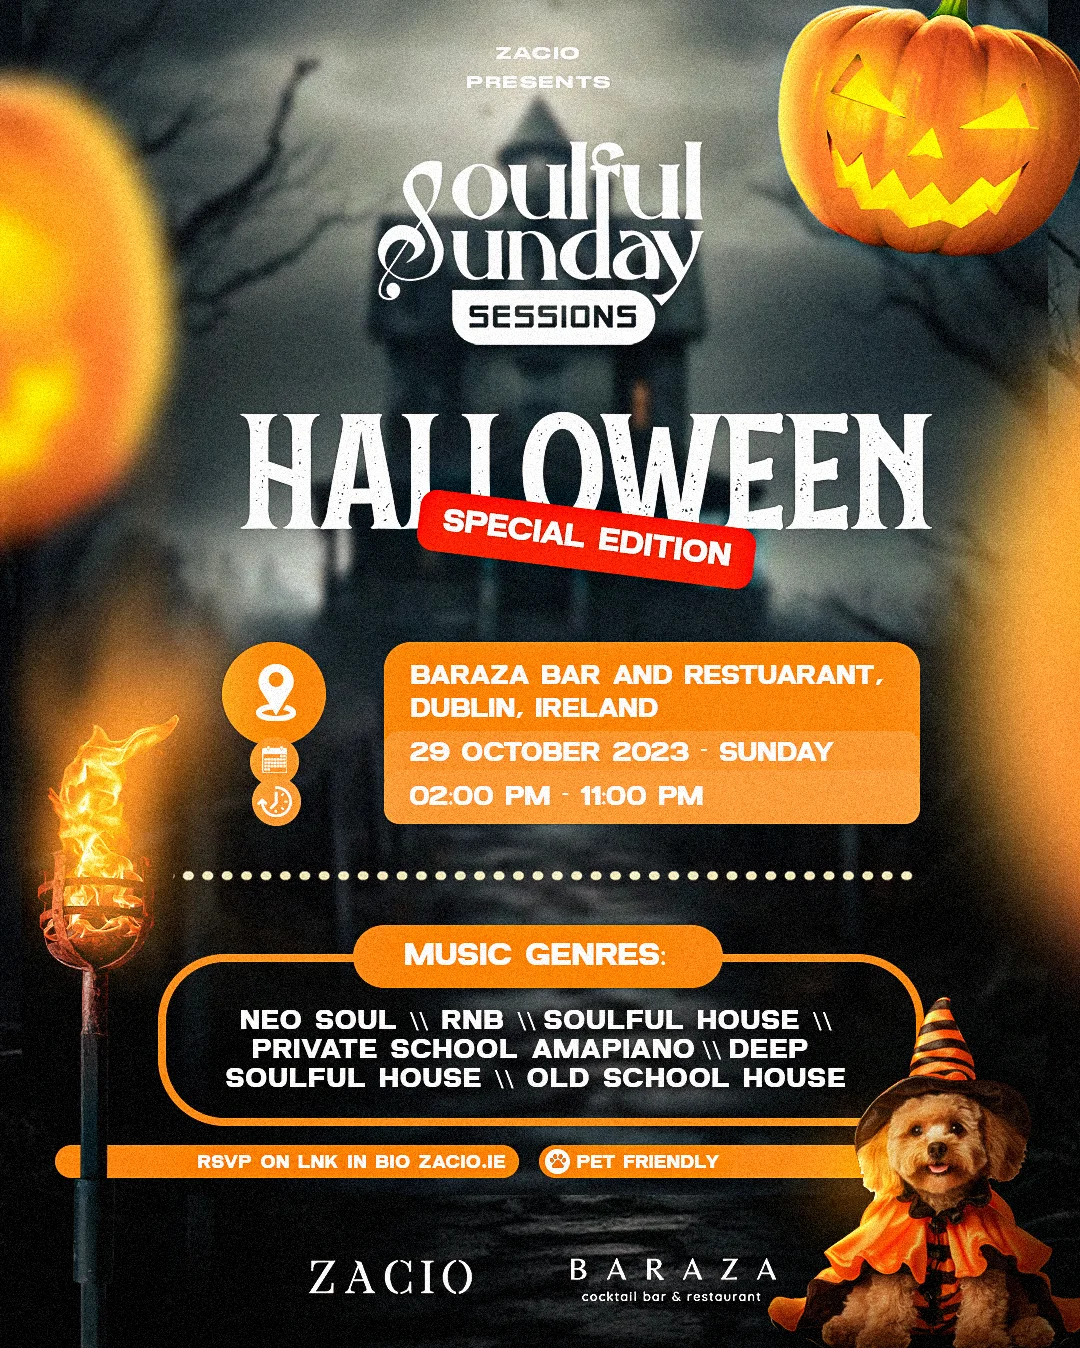 ZACIO
PRESENTS
Soulful
Sunday
SESSIONS
HALLOWEEN
SPECIAL EDITION
BARAZA BAR AND RESTUARANT,
DUBLIN, IRELAND
29 OCTOBER 2023 - SUNDAY
02:00 PM - 11:00 PM
MUSIC GENRES:
NEO SOUL \\ RNB \\ SOULFUL HOUSE \\
PRIVATE SCHOOL AMAPIANO \\ DEEP
SOULFUL HOUSE \\ OLD SCHOOL HOUSE
RSVP ON LNK IN BIO ZACIO.IE
PET FRIENDLY
ZACIO
BARAZA
cocktail bar & restaurant